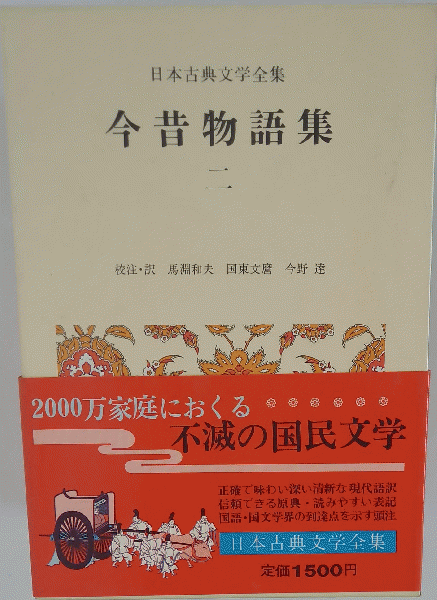 日本古典文学全集
今昔物語集
二
校注・訳 馬淵和夫 国東文麿 今野 達
2000万家庭におくる
不滅の国民文学
正確で味わい深い清新な現代語訳
信頼できる原典・読みやすい表記
国語・国文学界の到達点を示す頭注
日本古典文学全集
定価1500円